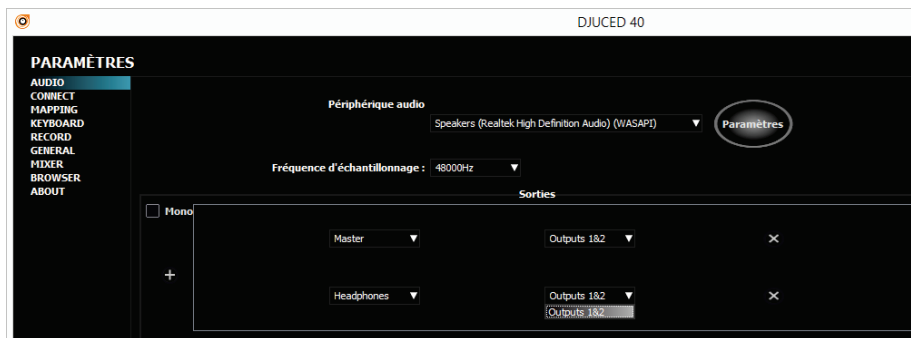 DJUCED 40
PARAMÈTRES
AUDIO
CONNECT
MAPPING
KEYBOARD
RECORD
GENERAL
MIXER
BROWSER
ABOUT
Périphérique audio
Speakers (Realtek High Definition Audio) (WASAPI)
Paramètres
Fréquence d'échantillonnage : 48000Hz
Sorties
Mono
Master Outputs 1&2
Headphones Outputs 1&2
Outputs 1&2